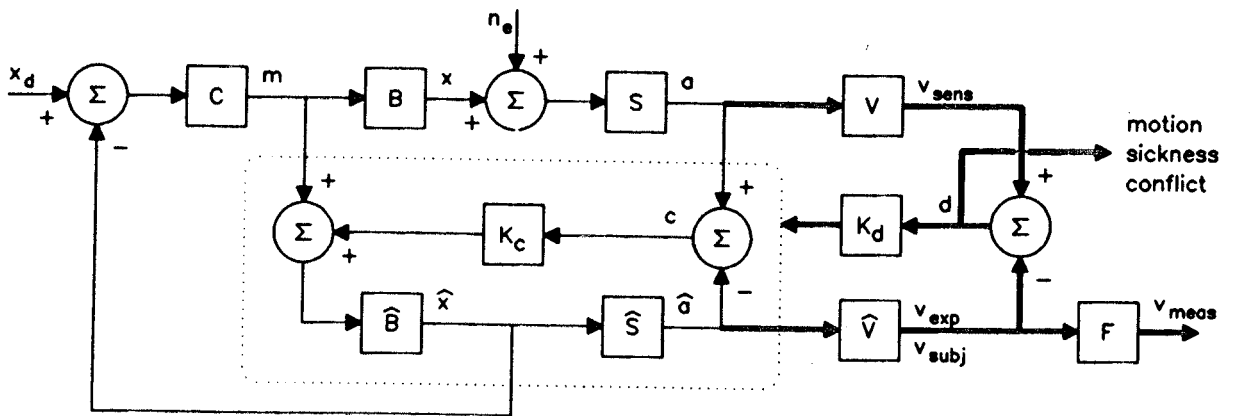 n_e
x_d
+
Σ
−
C
m
B
x
+
+
Σ
S
a
V
v_sens
motion
sickness
conflict
+
Σ
+
K_c
c
+
Σ
−
K_d
d
+
Σ
−
B̂
x̂
Ŝ
â
V̂
v_exp
v_subj
F
v_meas